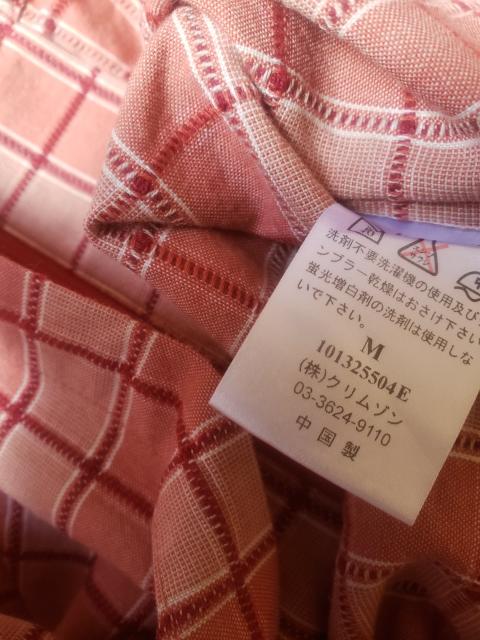 洗剤不要洗濯機の使用及び
ンブラー乾燥はおさけ下さい
蛍光増白剤の洗剤は使用しな
いで下さい。
M
101325504E
(株)クリムゾン
03-3624-9110
中国製